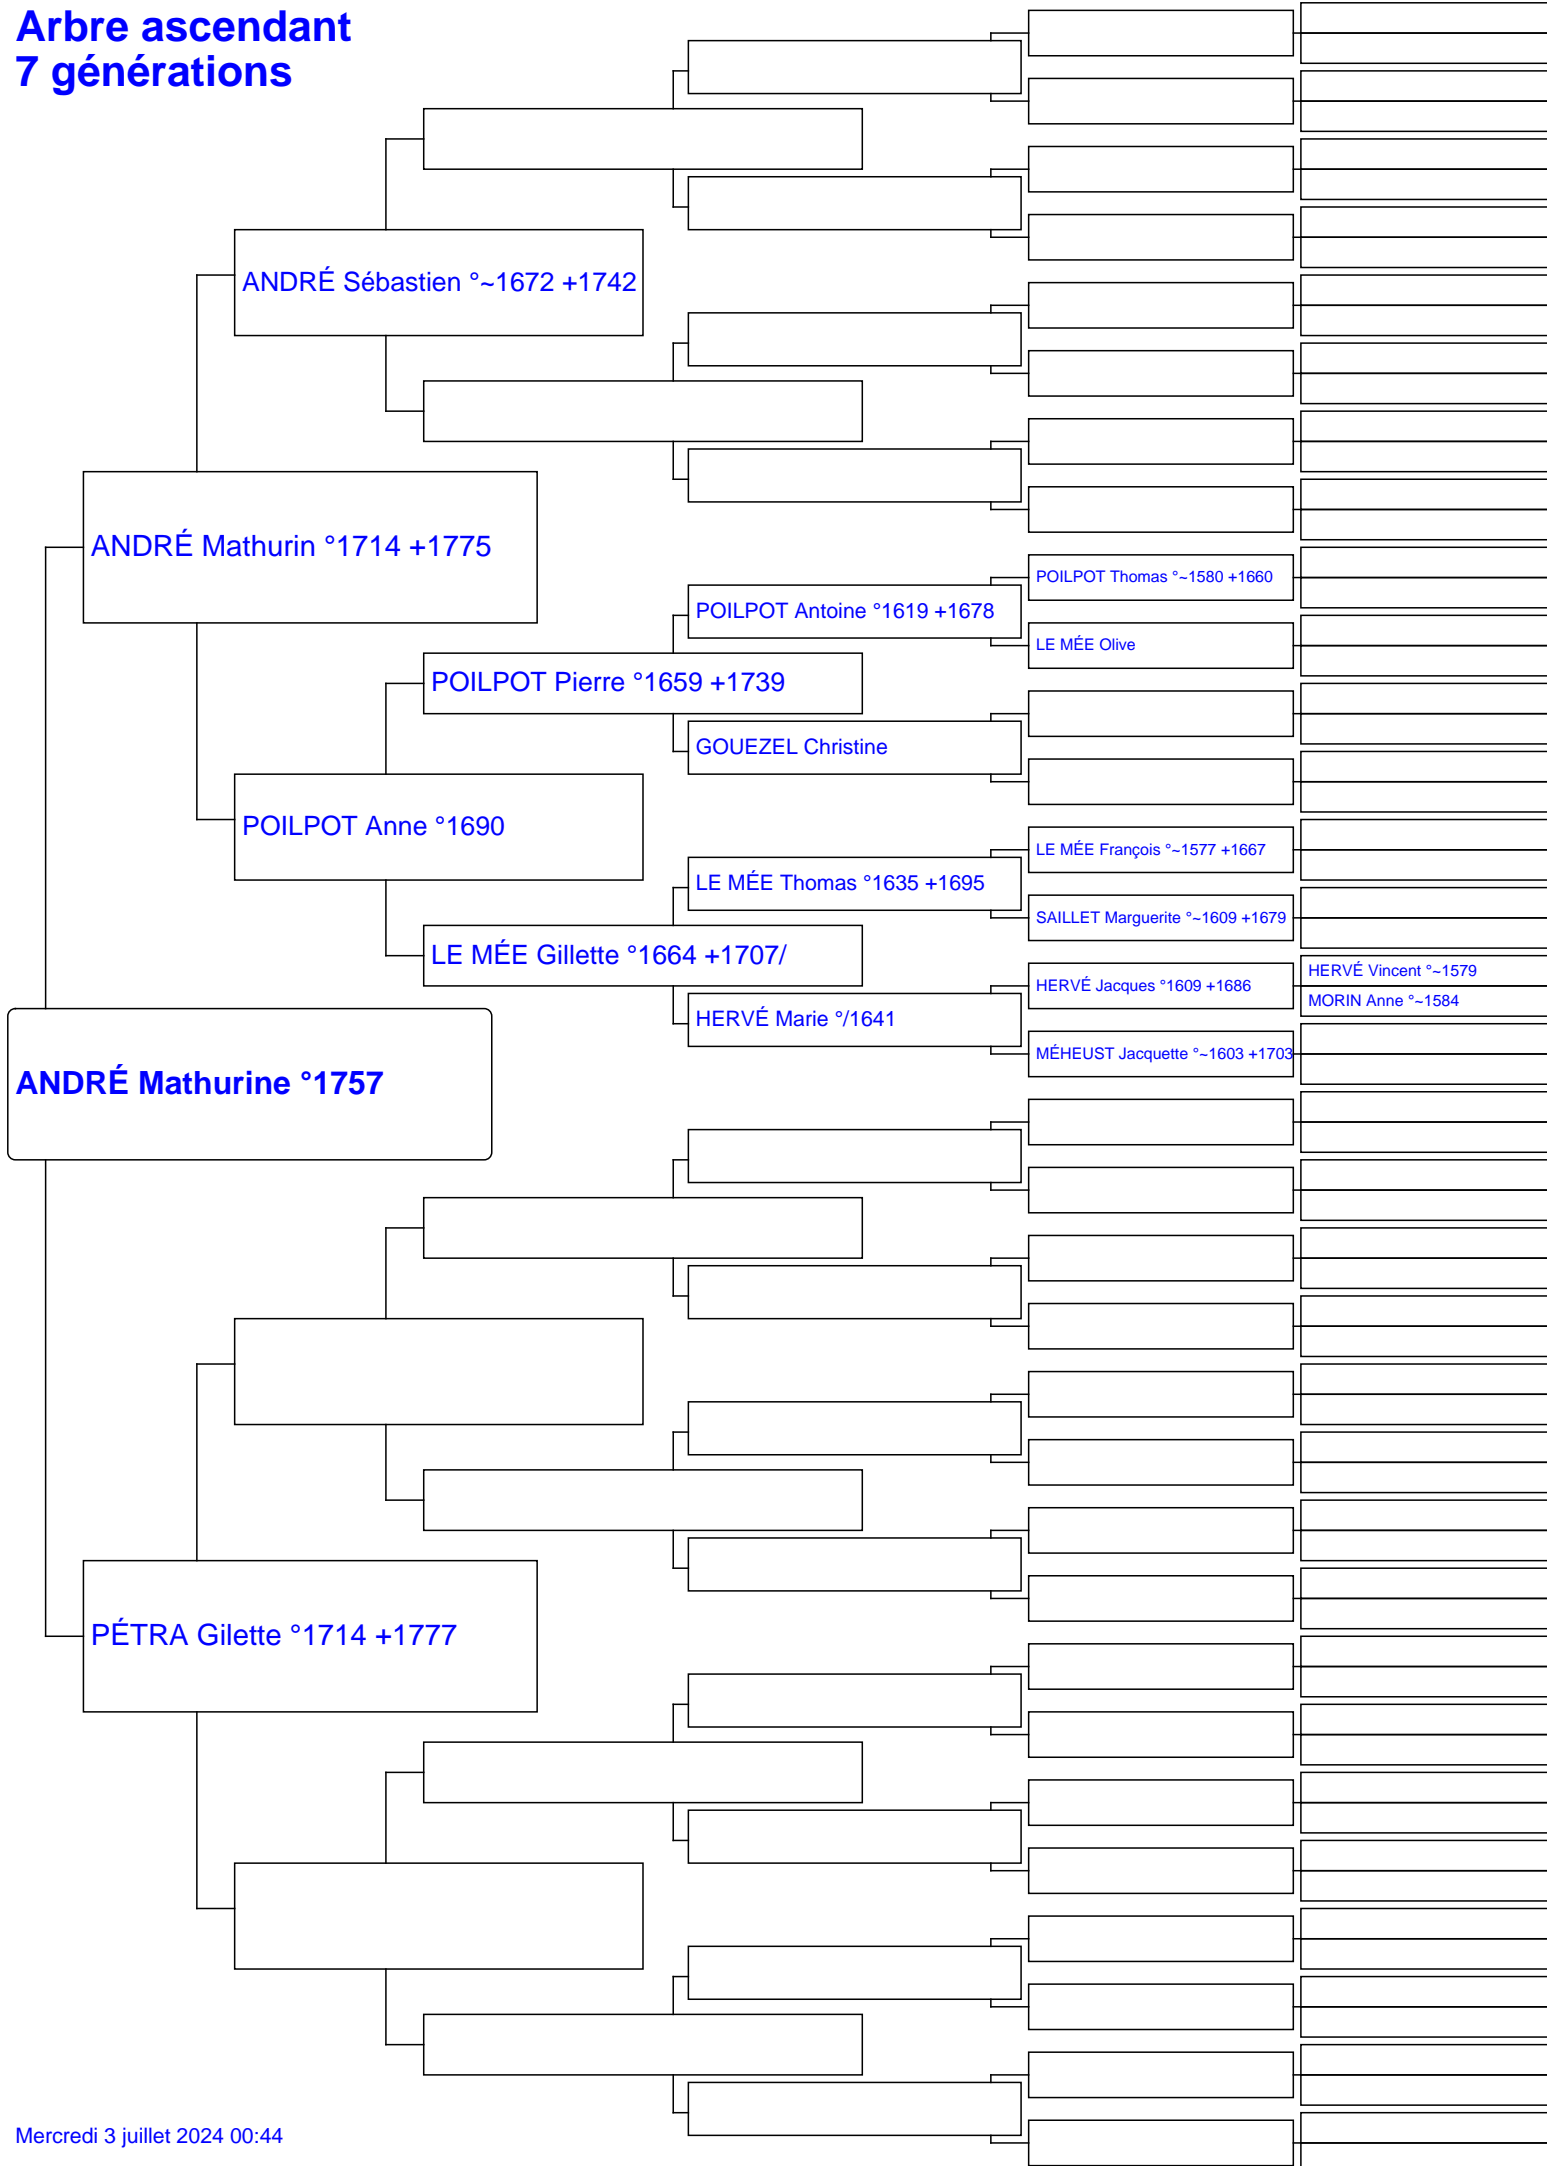 Arbre ascendant
7 générations
ANDRÉ Sébastien °~1672 +1742
ANDRÉ Mathurin °1714 +1775
POILPOT Thomas °~1580 +1660
POILPOT Antoine °1619 +1678
LE MÉE Olive
POILPOT Pierre °1659 +1739
GOUEZEL Christine
POILPOT Anne °1690
LE MÉE François °~1577 +1667
LE MÉE Thomas °1635 +1695
SAILLET Marguerite °~1609 +1679
LE MÉE Gillette °1664 +1707/
HERVÉ Vincent °~1579
HERVÉ Jacques °1609 +1686
MORIN Anne °~1584
HERVÉ Marie °/1641
MÉHEUST Jacquette °~1603 +1703
ANDRÉ Mathurine °1757
PÉTRA Gilette °1714 +1777
Mercredi 3 juillet 2024 00:44